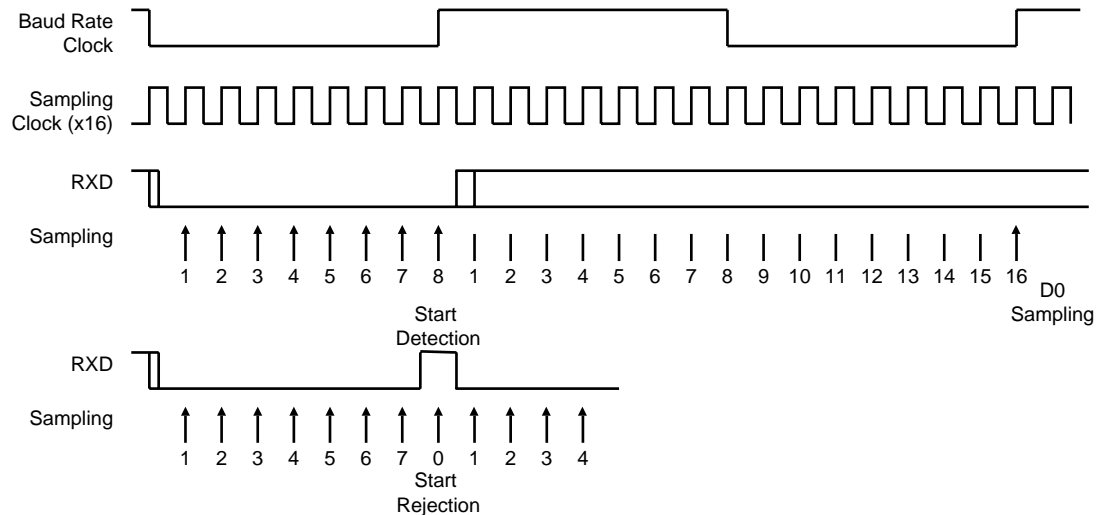 Baud Rate
Clock
Sampling
Clock (x16)
RXD
Sampling
1 2 3 4 5 6 7 8 1 2 3 4 5 6 7 8 9 10 11 12 13 14 15 16
D0
Sampling
Start
Detection
RXD
Sampling
1 2 3 4 5 6 7 0 1 2 3 4
Start
Rejection